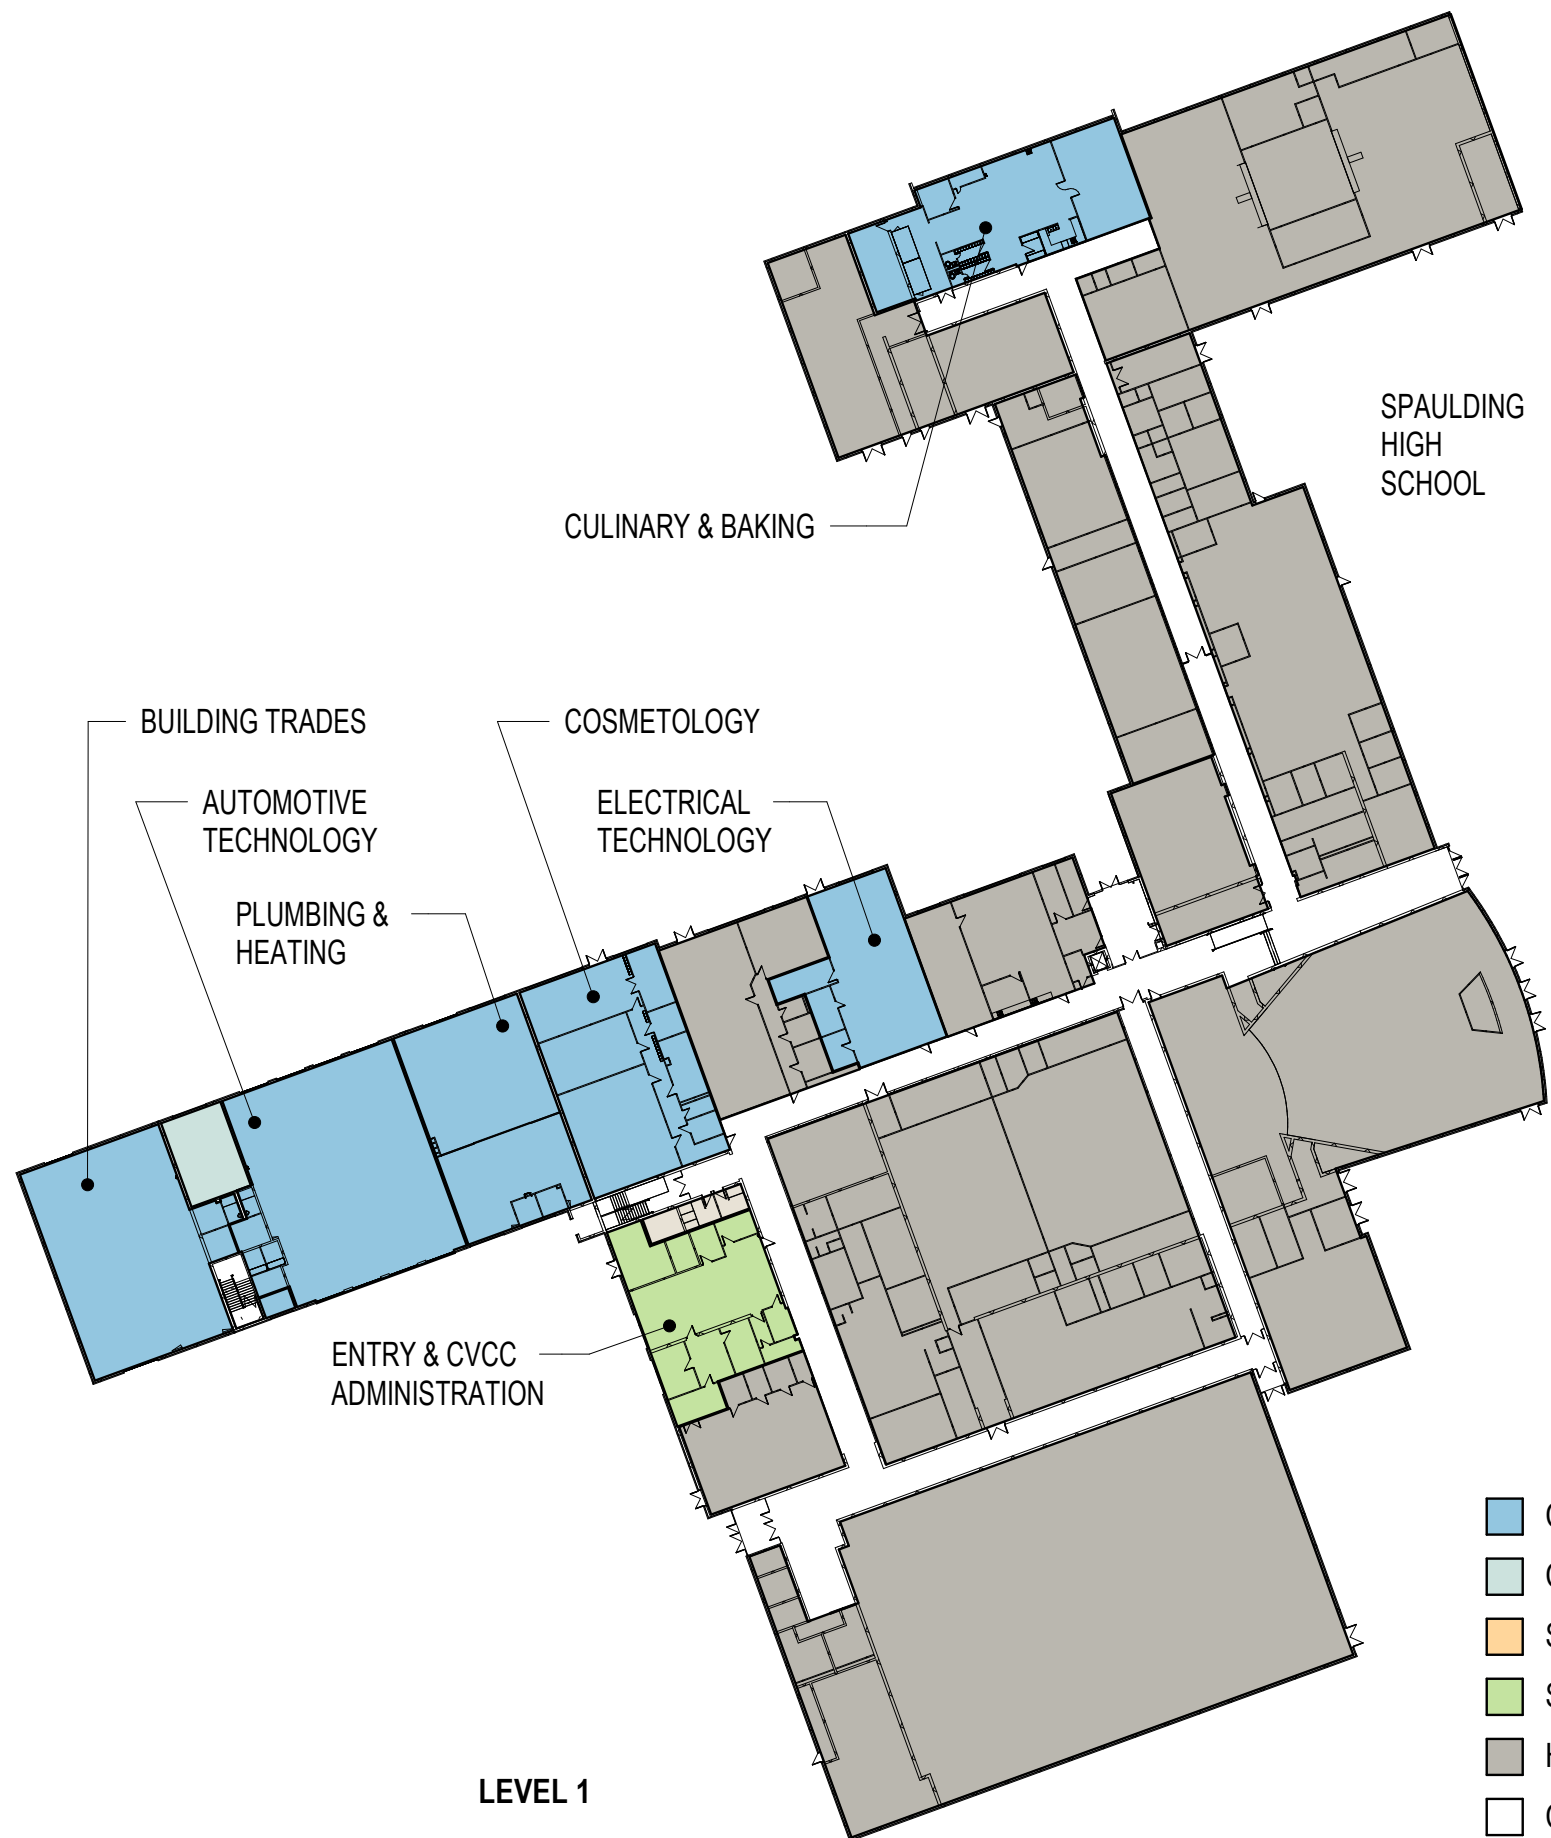 SPAULDING
HIGH
SCHOOL
CULINARY & BAKING
BUILDING TRADES
COSMETOLOGY
AUTOMOTIVE
TECHNOLOGY
ELECTRICAL
TECHNOLOGY
PLUMBING &
HEATING
ENTRY & CVCC
ADMINISTRATION
LEVEL 1